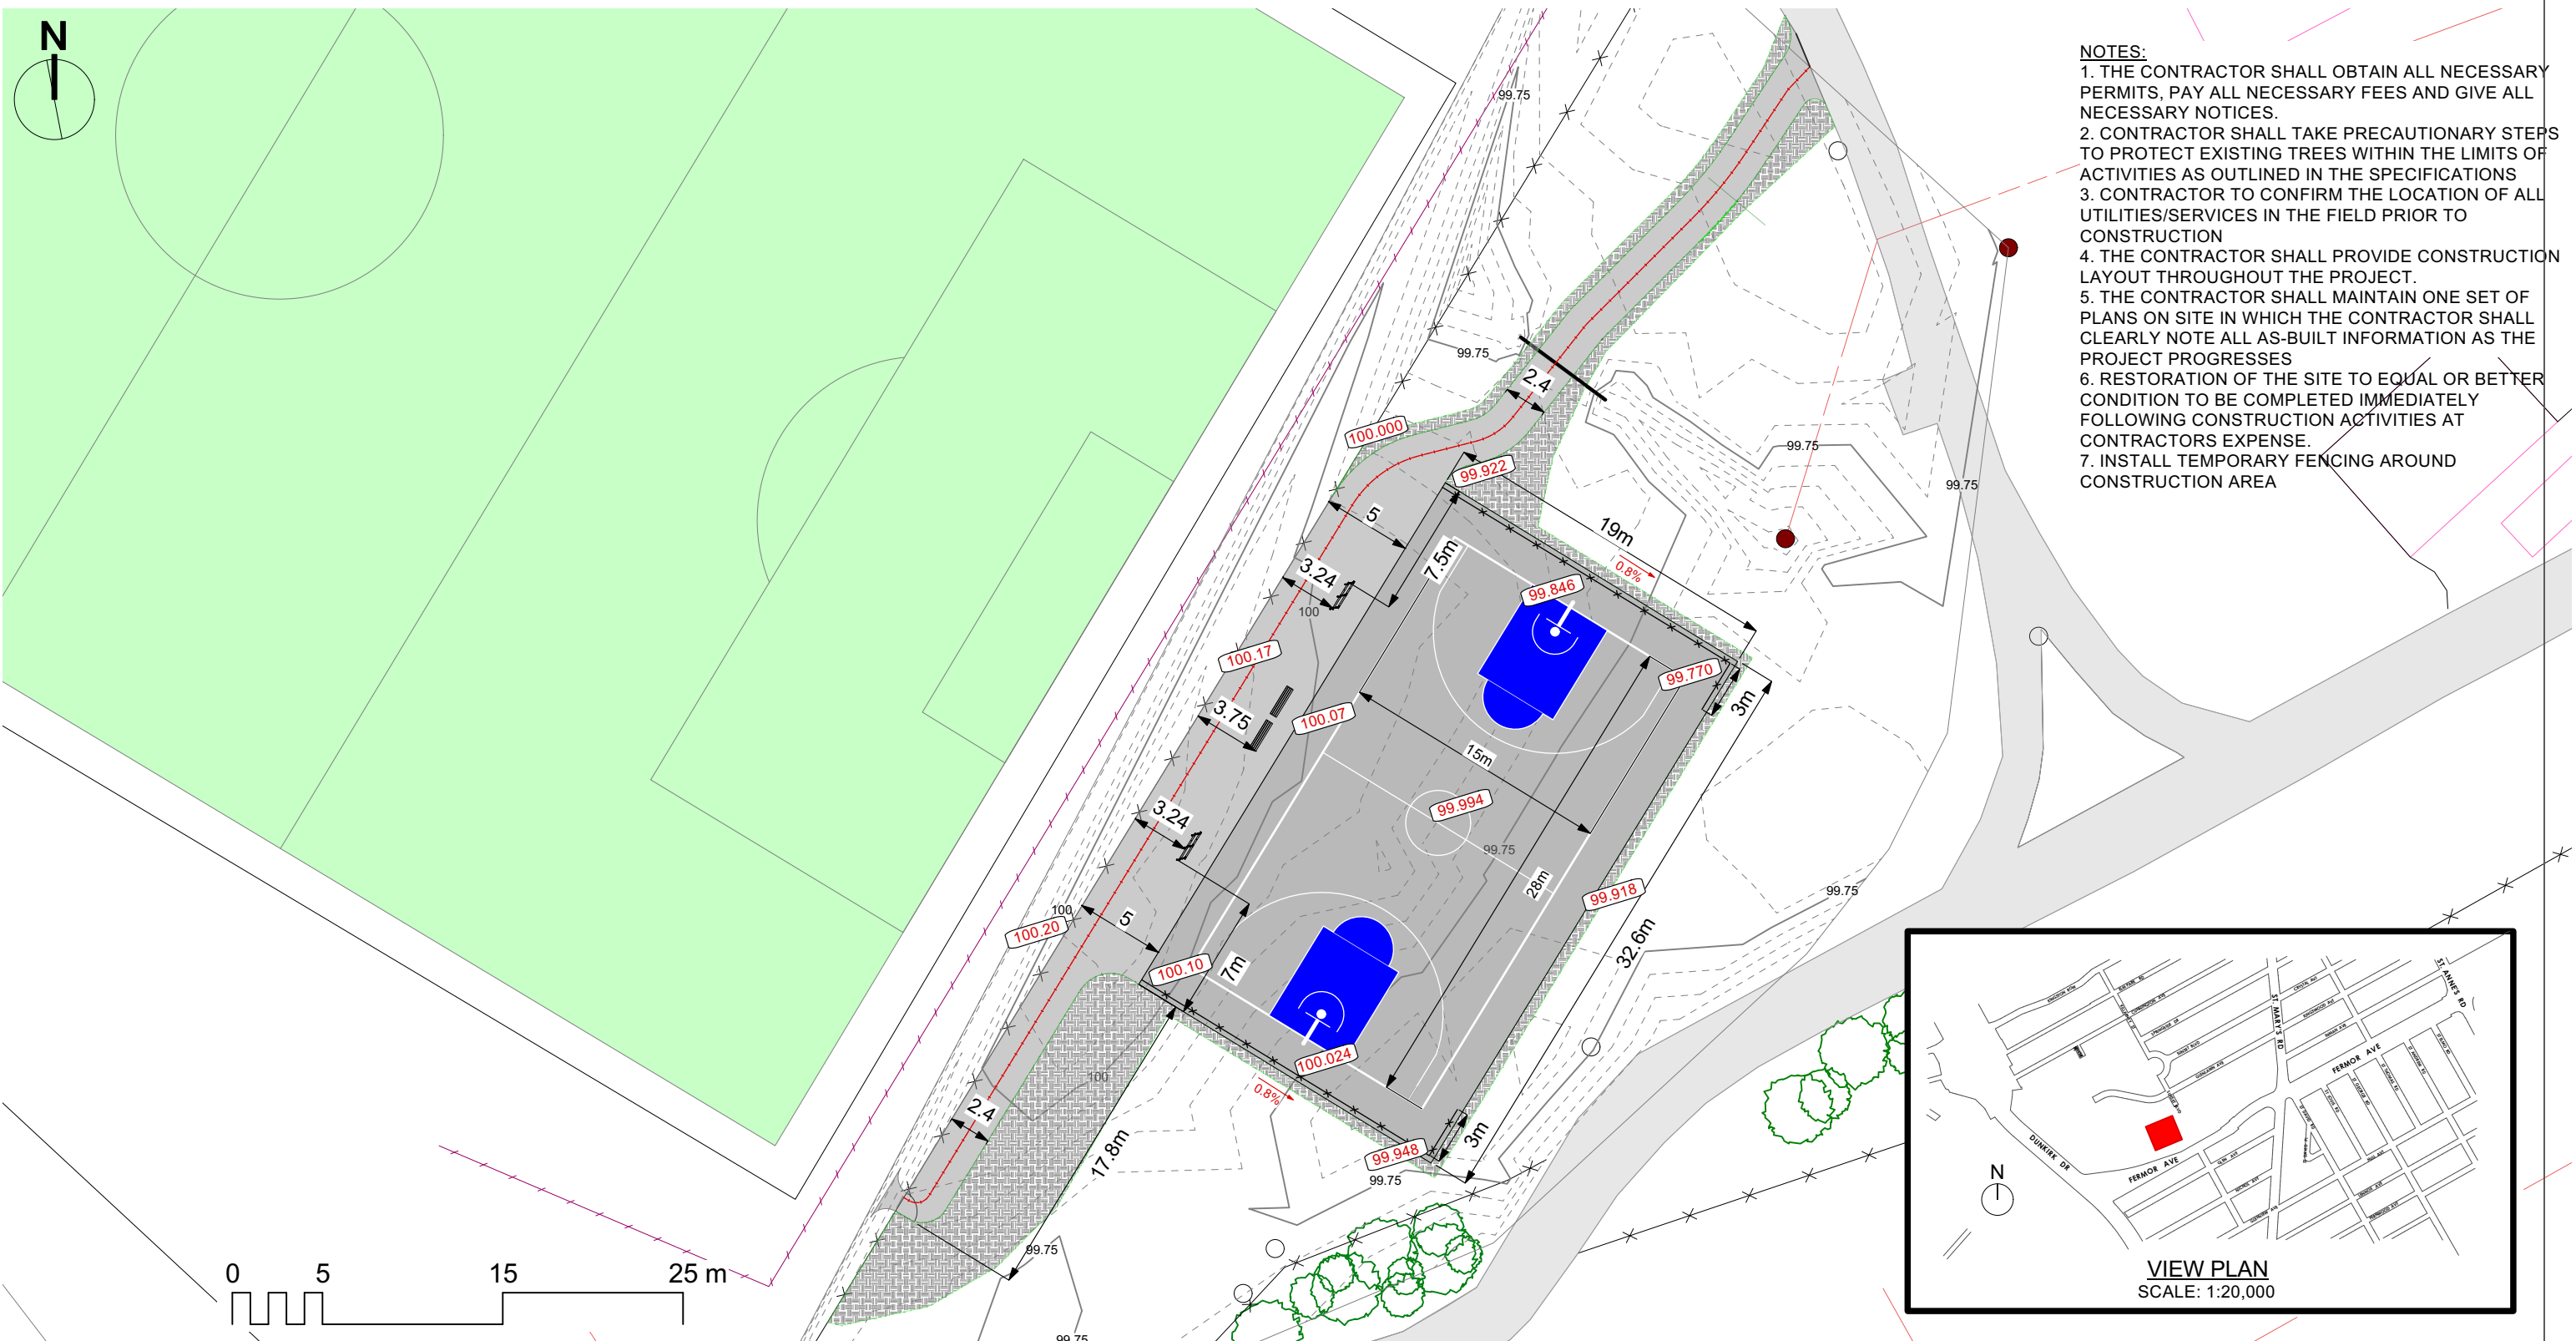 N
NOTES:
1. THE CONTRACTOR SHALL OBTAIN ALL NECESSARY
PERMITS, PAY ALL NECESSARY FEES AND GIVE ALL
NECESSARY NOTICES.
2. CONTRACTOR SHALL TAKE PRECAUTIONARY STEPS
TO PROTECT EXISTING TREES WITHIN THE LIMITS OF
ACTIVITIES AS OUTLINED IN THE SPECIFICATIONS
3. CONTRACTOR TO CONFIRM THE LOCATION OF ALL
UTILITIES/SERVICES IN THE FIELD PRIOR TO
CONSTRUCTION
4. THE CONTRACTOR SHALL PROVIDE CONSTRUCTION
LAYOUT THROUGHOUT THE PROJECT.
5. THE CONTRACTOR SHALL MAINTAIN ONE SET OF
PLANS ON SITE IN WHICH THE CONTRACTOR SHALL
CLEARLY NOTE ALL AS-BUILT INFORMATION AS THE
PROJECT PROGRESSES
6. RESTORATION OF THE SITE TO EQUAL OR BETTER
CONDITION TO BE COMPLETED IMMEDIATELY
FOLLOWING CONSTRUCTION ACTIVITIES AT
CONTRACTORS EXPENSE.
7. INSTALL TEMPORARY FENCING AROUND
CONSTRUCTION AREA
99.75
99.75
2.4
100.000
99.75
99.922
99.75
5
19m
7.5m
0.8%
3.24
99.846
100
100.17
99.770
3m
3.75
100.07
15m
99.994
3.24
99.75
28m
99.918
99.75
100
5
100.20
32.6m
100.10
7m
100.024
100
0.8%
2.4
3m
17.8m
99.948
99.75
99.75
99.75
0 5 15 25 m
ST. ANNE'S RD
ST. MARY'S RD
FERMOR AVE
DUNKIRK DR
FERMOR AVE
N
VIEW PLAN
SCALE: 1:20,000